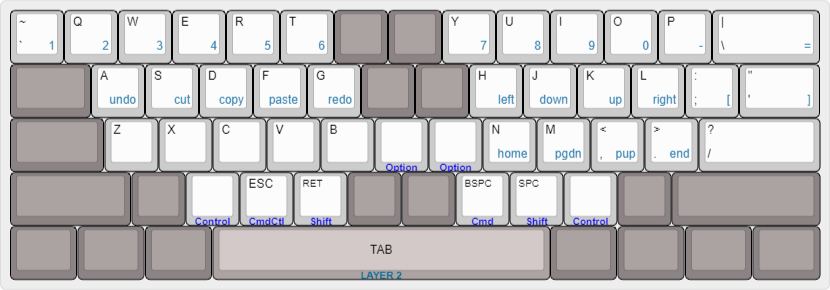 ~ Q W E R T Y U I O P |
` 1 2 3 4 5 6 7 8 9 0 - \ =
A S D F G H J K L : "
undo cut copy paste redo left down up right ; [ ' ]
Z X C V B N M < > ?
home pgdn , pup . end /
Option Option
ESC RET BSPC SPC
Control CmdCtl Shift Cmd Shift Control
TAB
LAYER 2